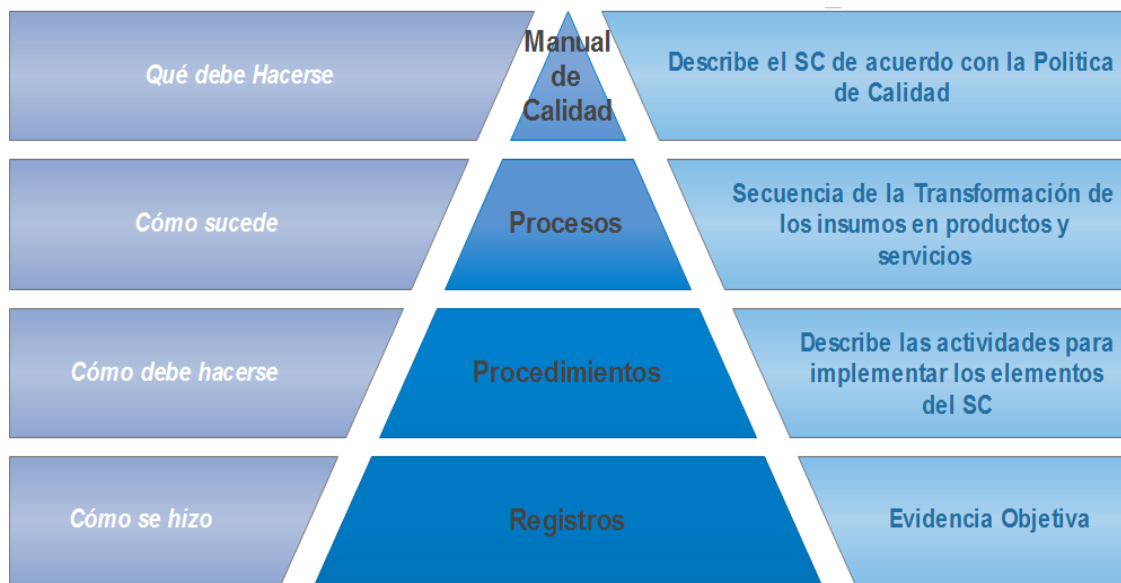 Qué debe Hacerse
Manual
de
Calidad
Describe el SC de acuerdo con la Politica
de Calidad
Cómo sucede
Procesos
Secuencia de la Transformación de
los insumos en productos y
servicios
Cómo debe hacerse
Procedimientos
Describe las actividades para
implementar los elementos
del SC
Cómo se hizo
Registros
Evidencia Objetiva